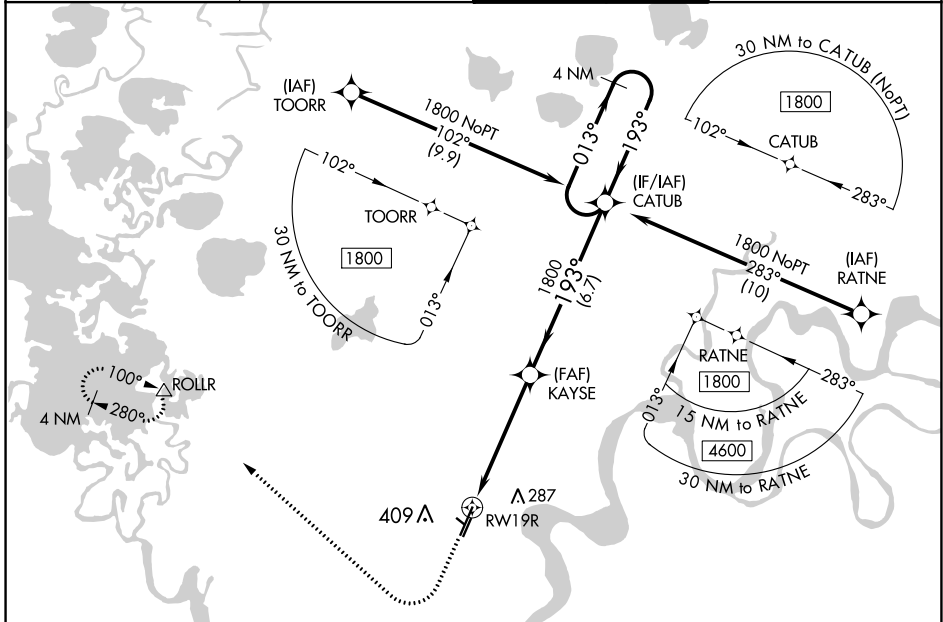 30 NM to CATUB (NoPT)
1800
102°
CATUB
283°
4 NM
013°
193°
(IAF)
TOORR
1800 NoPT
102°
(9.9)
(IF/IAF)
CATUB
102°
TOORR
1800
013°
30 NM to TOORR
1800
193°
(6.7)
1800 NoPT
283°
(10)
(IAF)
RATNE
RATNE
1800
283°
013°
15 NM to RATNE
4600
30 NM to RATNE
(FAF)
KAYSE
100°
ROLLR
280°
4 NM
409
287
RW19R